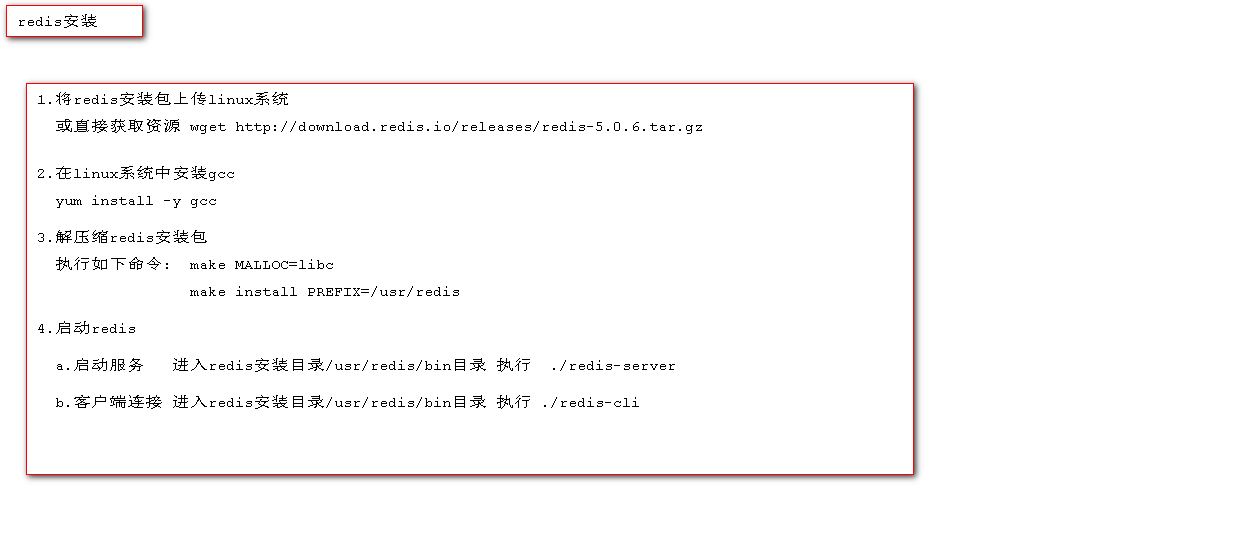 redis安装
1.将redis安装包上传linux系统
或直接获取资源 wget http://download.redis.io/releases/redis-5.0.6.tar.gz
2.在linux系统中安装gcc
yum install -y gcc
3.解压缩redis安装包
执行如下命令: make MALLOC=libc
make install PREFIX=/usr/redis
4.启动redis
a.启动服务 进入redis安装目录/usr/redis/bin目录 执行 ./redis-server
b.客户端连接 进入redis安装目录/usr/redis/bin目录 执行 ./redis-cli